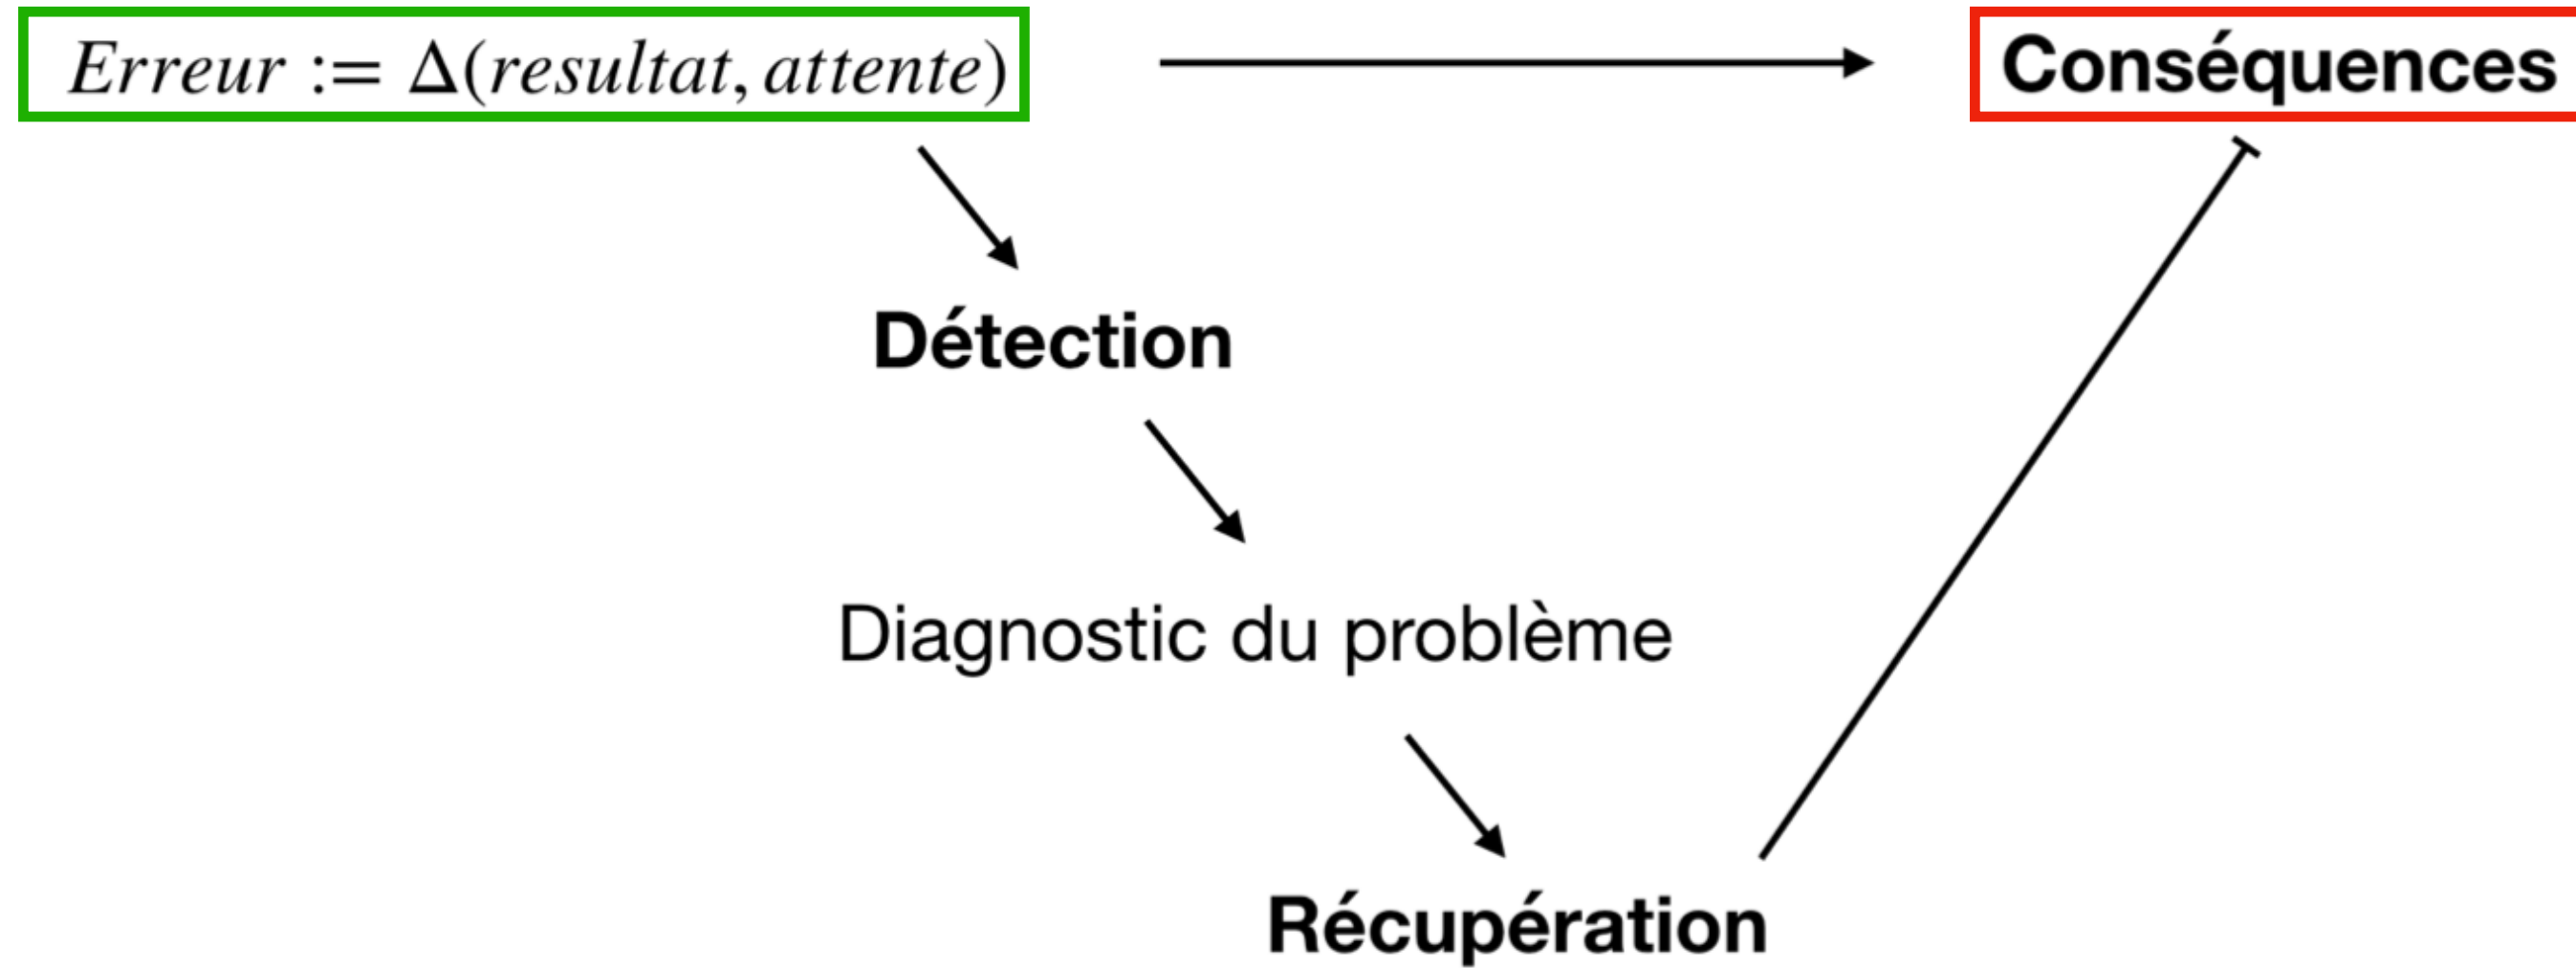 Erreur := Δ(resultat, attente)
Conséquences
Détection
Diagnostic du problème
Récupération